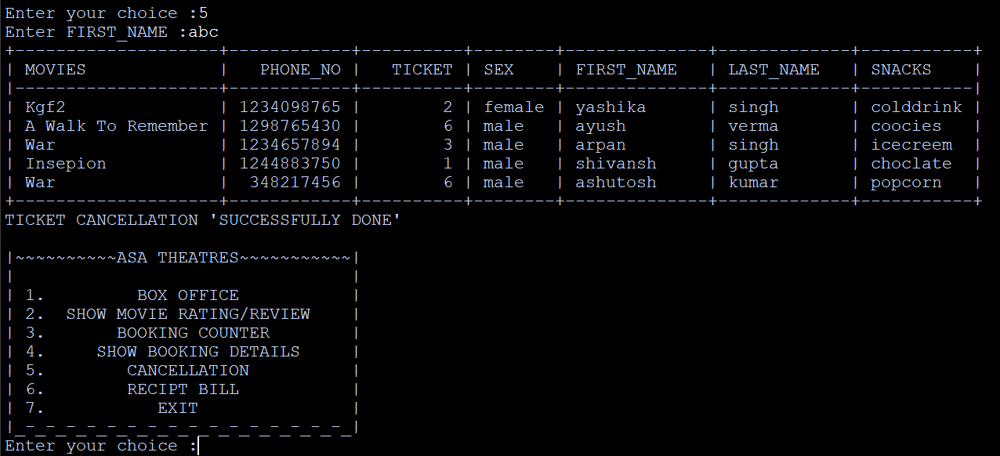 Enter your choice :5
Enter FIRST_NAME :abc
+--------------------+------------+----------+--------+---------------+-------------+-----------+
| MOVIES             |   PHONE_NO |   TICKET | SEX    | FIRST_NAME    | LAST_NAME   | SNACKS    |
|--------------------+------------+----------+--------+---------------+-------------+-----------|
| Kgf2               | 1234098765 |        2 | female | yashika       | singh       | colddrink |
| A Walk To Remember | 1298765430 |        6 | male   | ayush         | verma       | coocies   |
| War                | 1234657894 |        3 | male   | arpan         | singh       | icecreem  |
| Insepion           | 1244883750 |        1 | male   | shivansh      | gupta       | choclate  |
| War                |  348217456 |        6 | male   | ashutosh      | kumar       | popcorn   |
+--------------------+------------+----------+--------+---------------+-------------+-----------+
TICKET CANCELLATION 'SUCCESSFULLY DONE'
|~~~~~~~~~~ASA THEATRES~~~~~~~~~~~|
|                                  |
| 1.         BOX OFFICE           |
| 2.  SHOW MOVIE RATING/REVIEW    |
| 3.       BOOKING COUNTER        |
| 4.     SHOW BOOKING DETAILS     |
| 5.        CANCELLATION          |
| 6.        RECIPT BILL           |
| 7.           EXIT               |
|_-_-_-_-_-_-_-_-_-_-_-_-_-_-_-_-_|
Enter your choice :